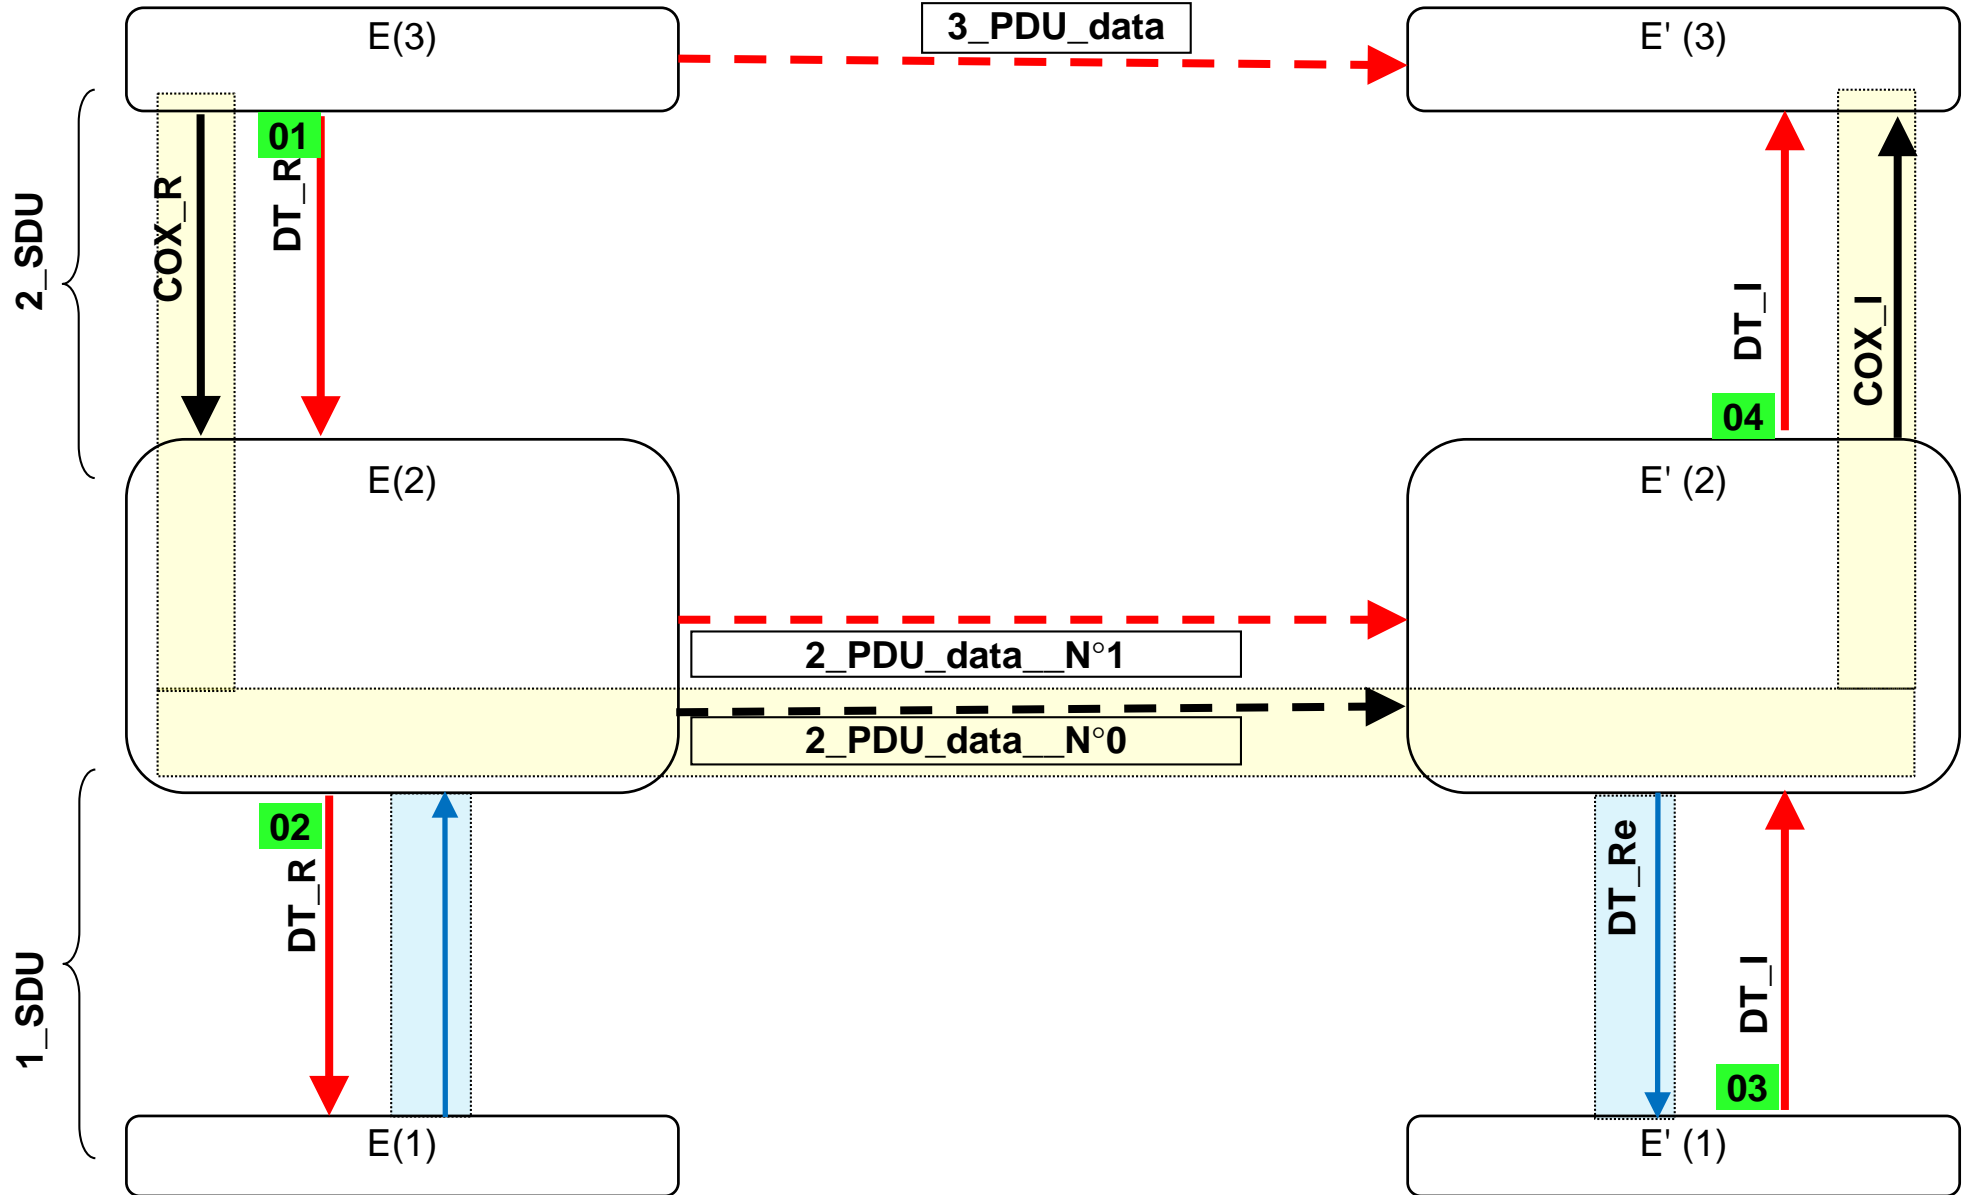 E(3)
3_PDU_data
E' (3)
01
2_SDU
COX_R
DT_R
DT_I
COX_I
04
E(2)
E' (2)
2_PDU_data__N°1
2_PDU_data__N°0
02
1_SDU
DT_R
DT_Re
DT_I
03
E(1)
E' (1)